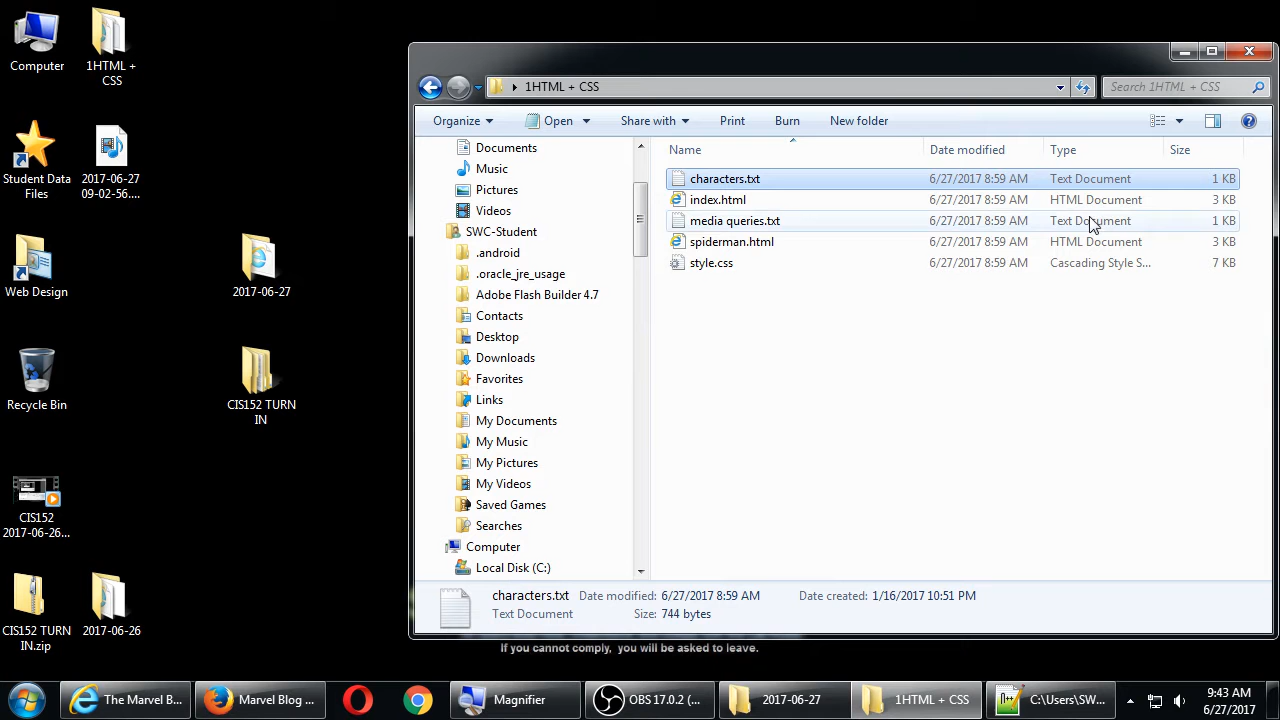 Computer
1HTML +
CSS
Student Data
Files
2017-06-27
09-02-56....
Web Design
2017-06-27
Recycle Bin
CIS152 TURN
IN
CIS152
2017-06-26...
CIS152 TURN
IN.zip
2017-06-26
1HTML + CSS
Search 1HTML + CSS
Organize
Open
Share with
Print
Burn
New folder
Documents
Music
Pictures
Videos
SWC-Student
.android
.oracle_jre_usage
Adobe Flash Builder 4.7
Contacts
Desktop
Downloads
Favorites
Links
My Documents
My Music
My Pictures
My Videos
Saved Games
Searches
Computer
Local Disk (C:)
Name Date modified Type Size
characters.txt 6/27/2017 8:59 AM Text Document 1 KB
index.html 6/27/2017 8:59 AM HTML Document 3 KB
media queries.txt 6/27/2017 8:59 AM Text Document 1 KB
spiderman.html 6/27/2017 8:59 AM HTML Document 3 KB
style.css 6/27/2017 8:59 AM Cascading Style S... 7 KB
characters.txt Date modified: 6/27/2017 8:59 AM Date created: 1/16/2017 10:51 PM
Text Document Size: 744 bytes
If you cannot comply, you will be asked to leave.
The Marvel B...
Marvel Blog ...
Magnifier
OBS 17.0.2 (...
2017-06-27
1HTML + CSS
C:\Users\SW...
9:43 AM
6/27/2017